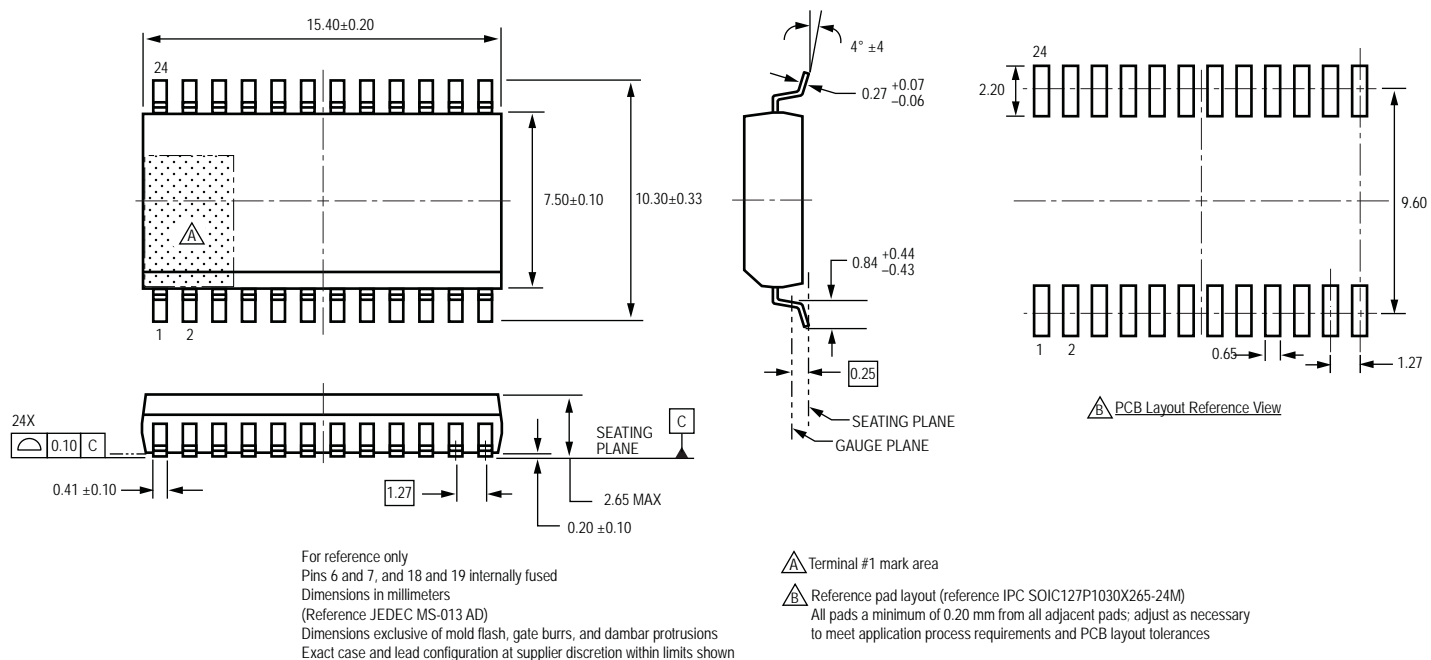 15.40±0.20
24
7.50±0.10
10.30±0.33
A
1 2
4° ±4
0.27 +0.07 −0.06
0.84 +0.44 −0.43
0.25
SEATING PLANE
GAUGE PLANE
24
2.20
9.60
1 2
0.65
1.27
B PCB Layout Reference View
24X
0.10 C
SEATING
PLANE
C
0.41 ±0.10
1.27
2.65 MAX
0.20 ±0.10
For reference only
Pins 6 and 7, and 18 and 19 internally fused
Dimensions in millimeters
(Reference JEDEC MS-013 AD)
Dimensions exclusive of mold flash, gate burrs, and dambar protrusions
Exact case and lead configuration at supplier discretion within limits shown
A Terminal #1 mark area
B Reference pad layout (reference IPC SOIC127P1030X265-24M)
All pads a minimum of 0.20 mm from all adjacent pads; adjust as necessary
to meet application process requirements and PCB layout tolerances